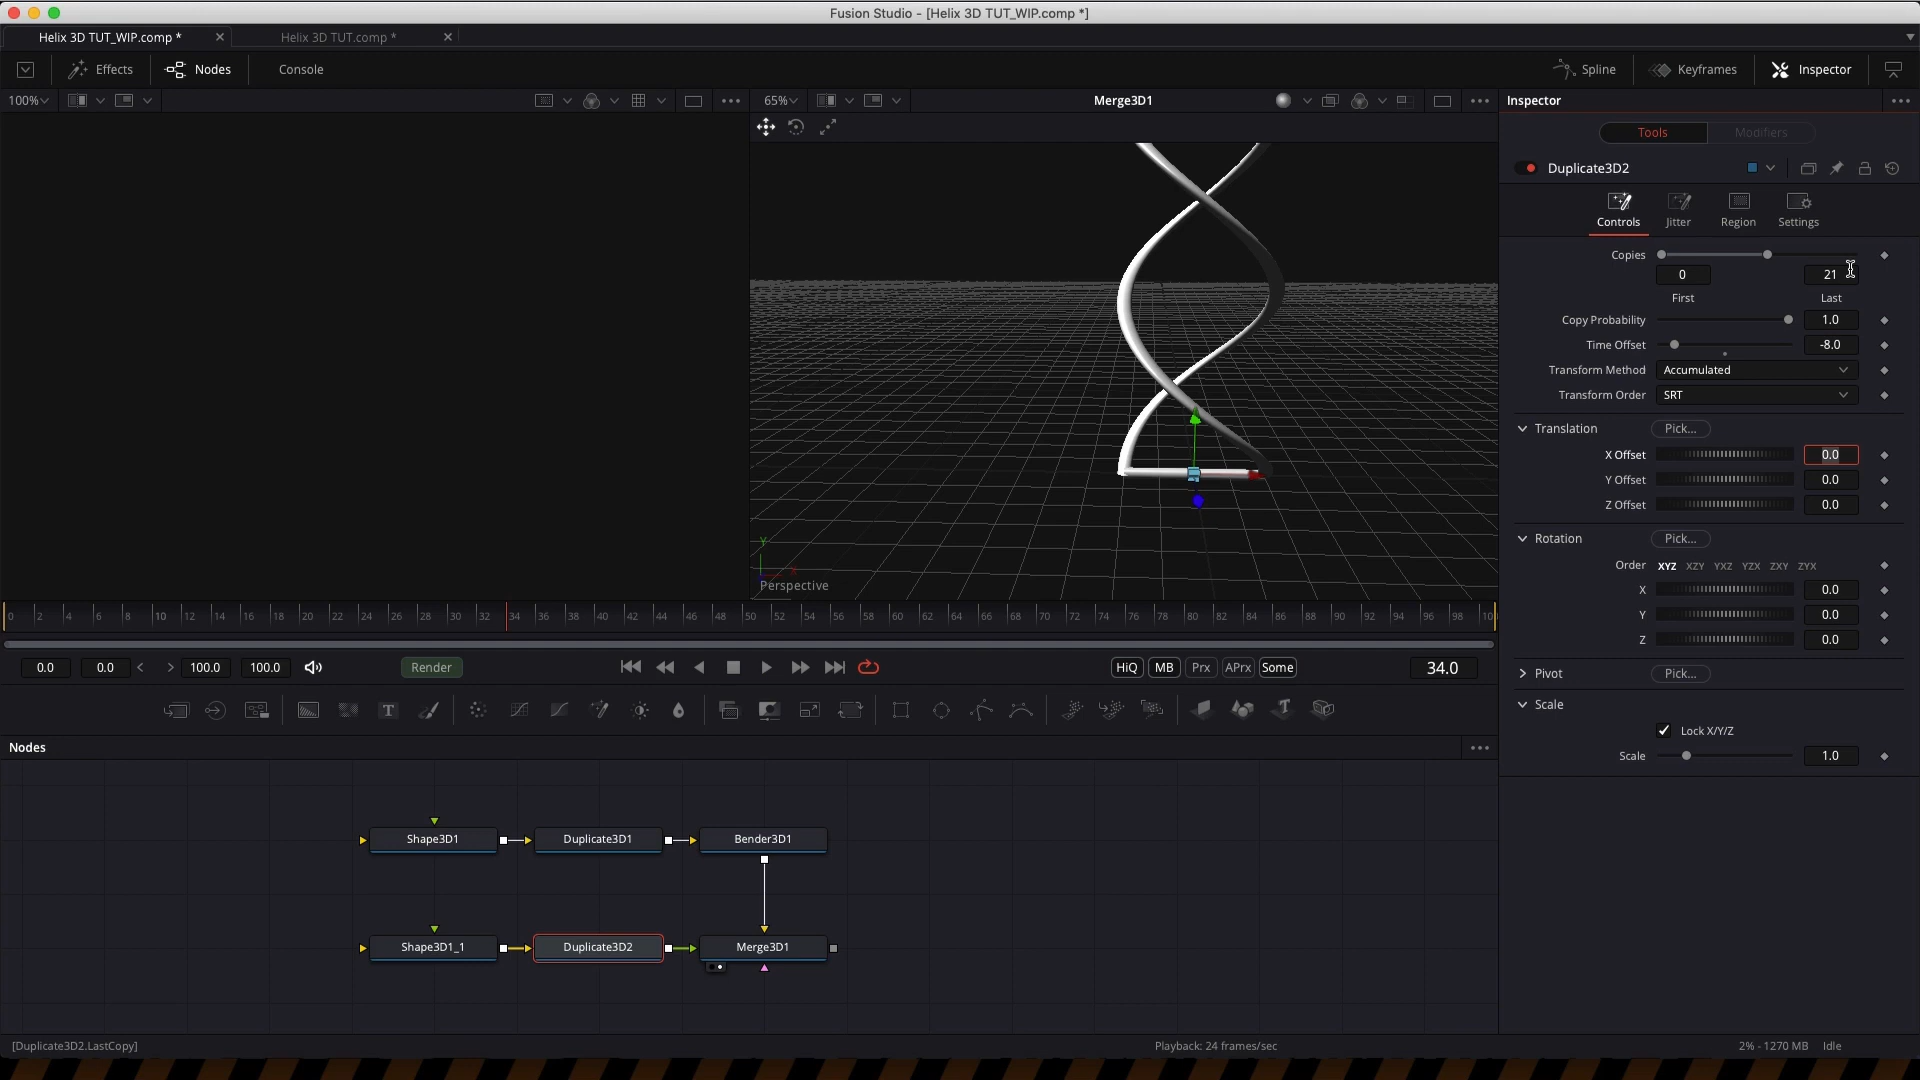 Fusion Studio - [Helix 3D TUT_WIP.comp *]
Helix 3D TUT_WIP.comp *
Helix 3D TUT.comp *
Effects
Nodes
Console
Spline
Keyframes
Inspector
100%
65%
Merge3D1
Inspector
Tools
Modifiers
Duplicate3D2
Controls
Jitter
Region
Settings
Copies
0
21
First
Last
Copy Probability
1.0
Time Offset
-8.0
Transform Method
Accumulated
Transform Order
SRT
Translation
Pick...
X Offset
0.0
Y Offset
0.0
Z Offset
0.0
Rotation
Pick...
Order
XYZ XZY YXZ YZX ZXY ZYX
X
0.0
Y
0.0
Z
0.0
Pivot
Pick...
Scale
Lock X/Y/Z
Scale
1.0
Y
Perspective
0 2 4 6 8 10 12 14 16 18 20 22 24 26 28 30 32 34 36 38 40 42 44 46 48 50 52 54 56 58 60 62 64 66 68 70 72 74 76 78 80 82 84 86 88 90 92 94 96 98 10
0.0
0.0
100.0
100.0
Render
HiQ
MB
Prx
APrx
Some
34.0
Nodes
Shape3D1
Duplicate3D1
Bender3D1
Shape3D1_1
Duplicate3D2
Merge3D1
[Duplicate3D2.LastCopy]
Playback: 24 frames/sec
2% - 1270 MB
Idle